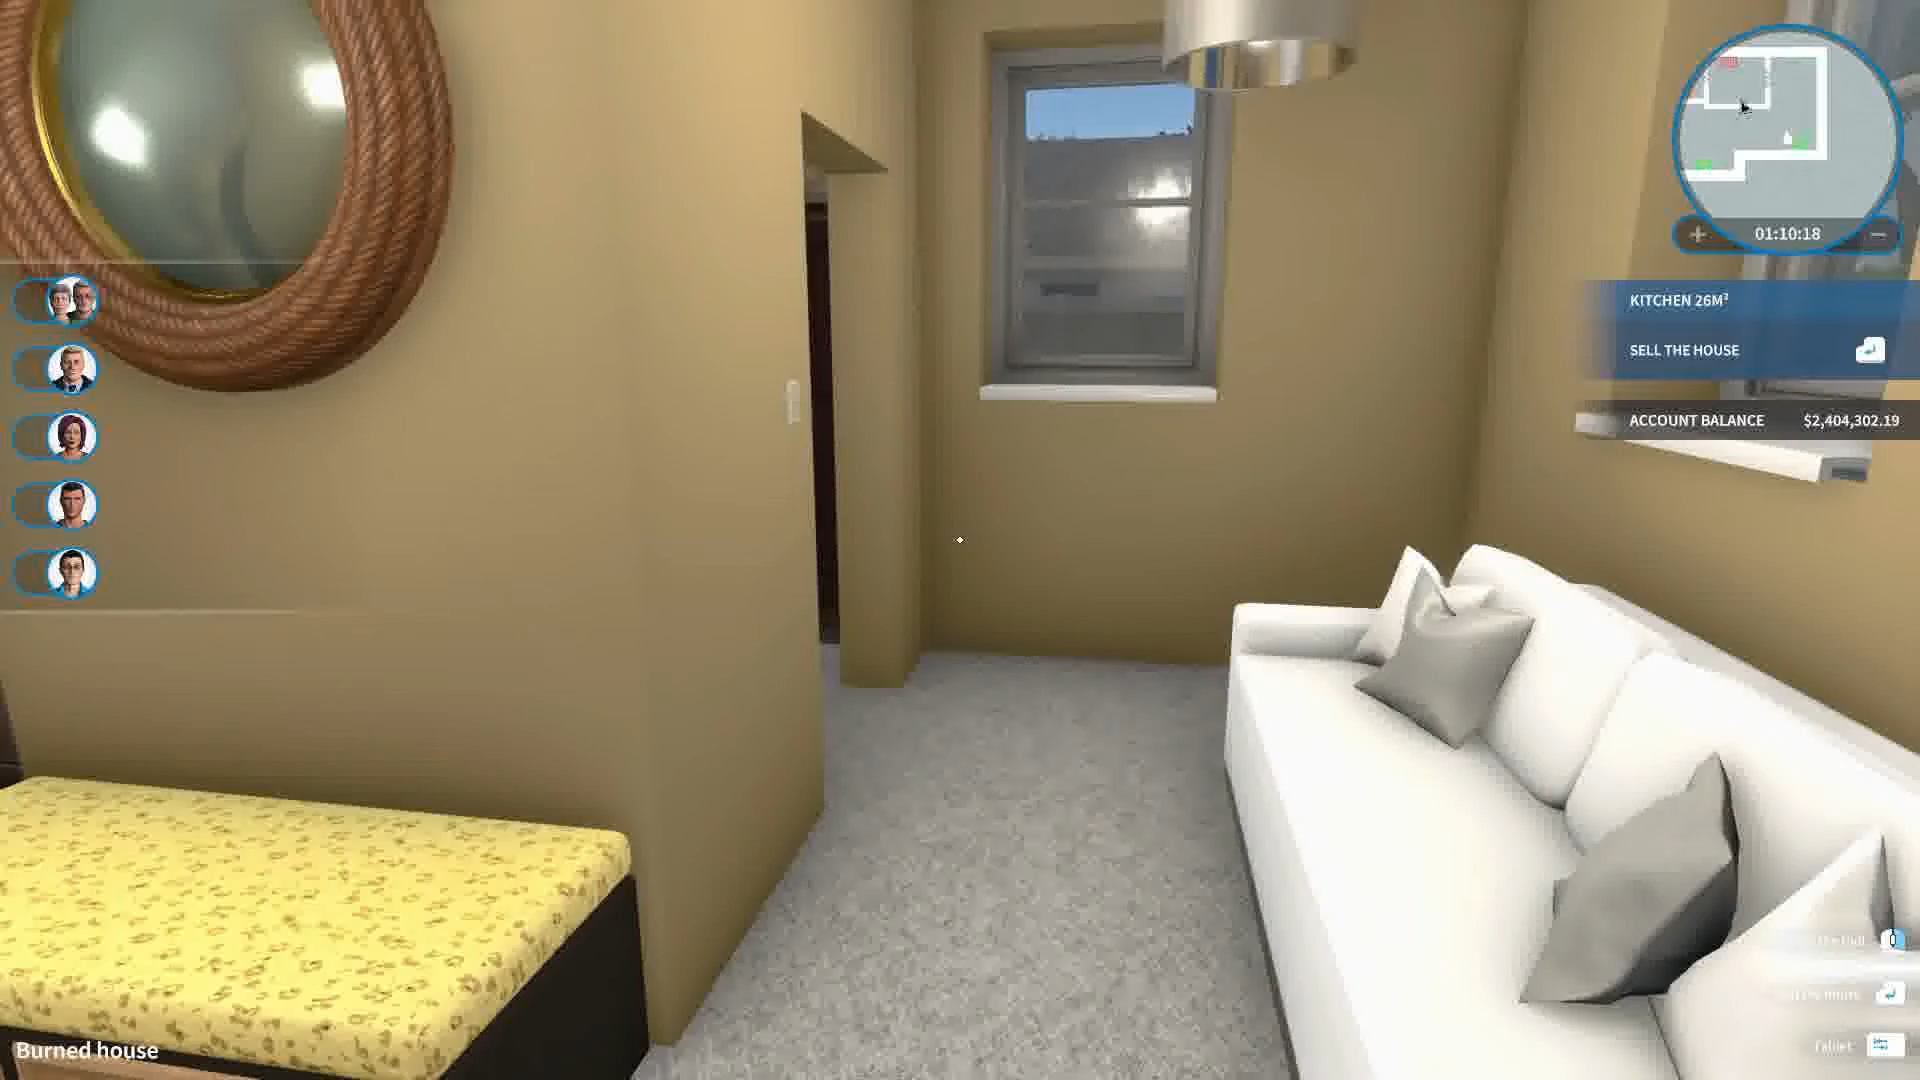 01:10:18
KITCHEN 26M²
SELL THE HOUSE
ACCOUNT BALANCE $2,404,302.19
Tablet
Burned house